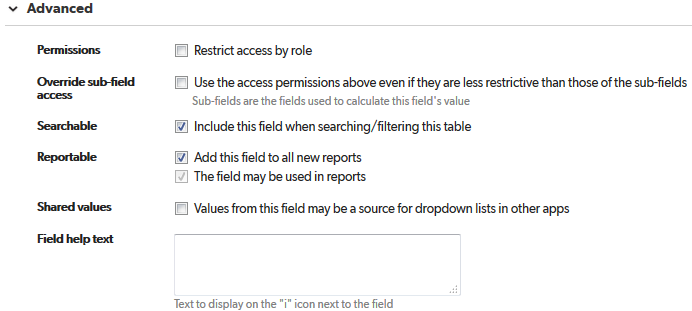 Advanced
Permissions
Restrict access by role
Override sub-field access
Use the access permissions above even if they are less restrictive than those of the sub-fields
Sub-fields are the fields used to calculate this field's value
Searchable
Include this field when searching/filtering this table
Reportable
Add this field to all new reports
The field may be used in reports
Shared values
Values from this field may be a source for dropdown lists in other apps
Field help text
Text to display on the "i" icon next to the field